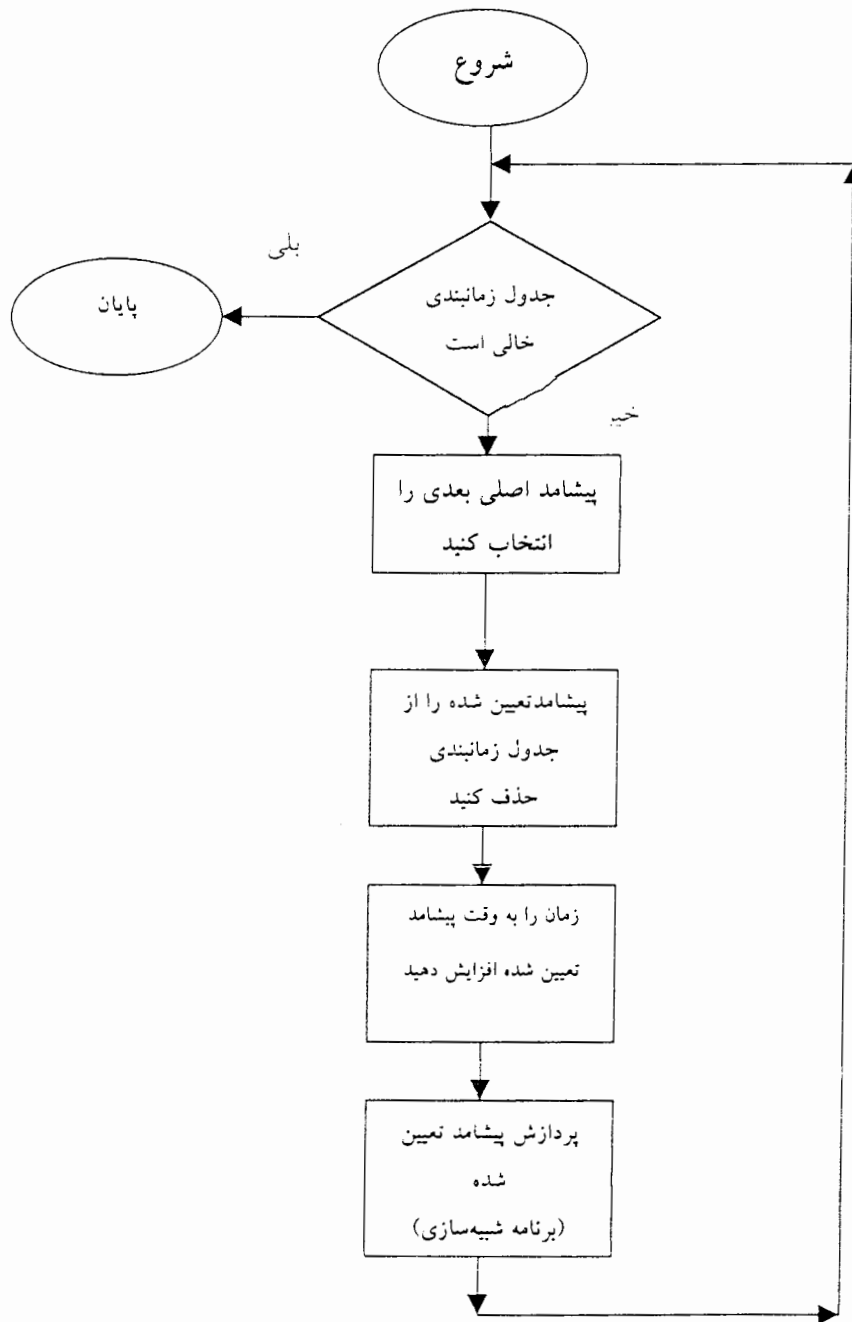 شروع
بلی
پایان
جدول زمانبندی
خالی است
خیر
پیشامد اصلی بعدی را
انتخاب کنید
پیشامدتعیین شده را از
جدول زمانبندی
حذف کنید
زمان را به وقت پیشامد
تعیین شده افزایش دهید
پردازش پیشامد تعیین
شده
(برنامه شبیه‌سازی)